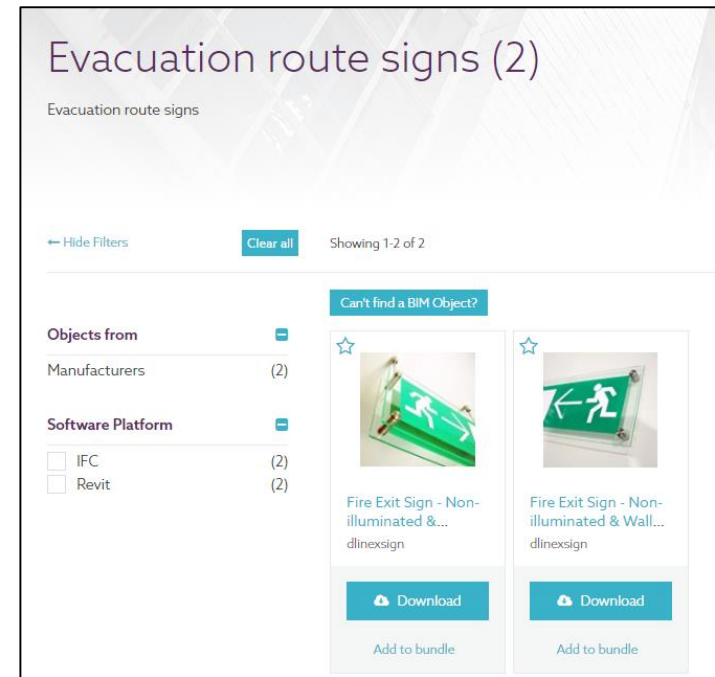 Evacuation route signs (2)
Evacuation route signs
← Hide Filters
Clear all
Showing 1-2 of 2
Can't find a BIM Object?
Objects from
Manufacturers (2)
Software Platform
IFC (2)
Revit (2)
Fire Exit Sign - Non-
illuminated &...
dlinexsign
Download
Add to bundle
Fire Exit Sign - Non-
illuminated & Wall...
dlinexsign
Download
Add to bundle